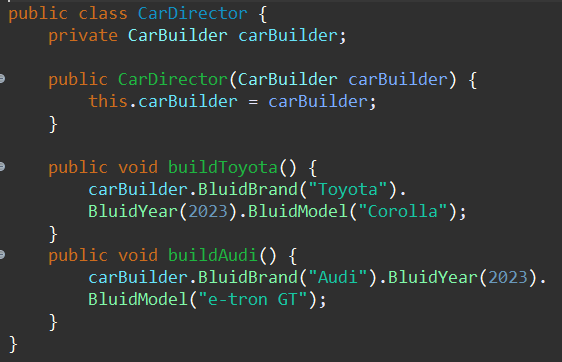 public class CarDirector {
    private CarBuilder carBuilder;
    public CarDirector(CarBuilder carBuilder) {
        this.carBuilder = carBuilder;
    }
    public void buildToyota() {
        carBuilder.BluidBrand("Toyota").
        BluidYear(2023).BluidModel("Corolla");
    }
    public void buildAudi() {
        carBuilder.BluidBrand("Audi").BluidYear(2023).
        BluidModel("e-tron GT");
    }
}